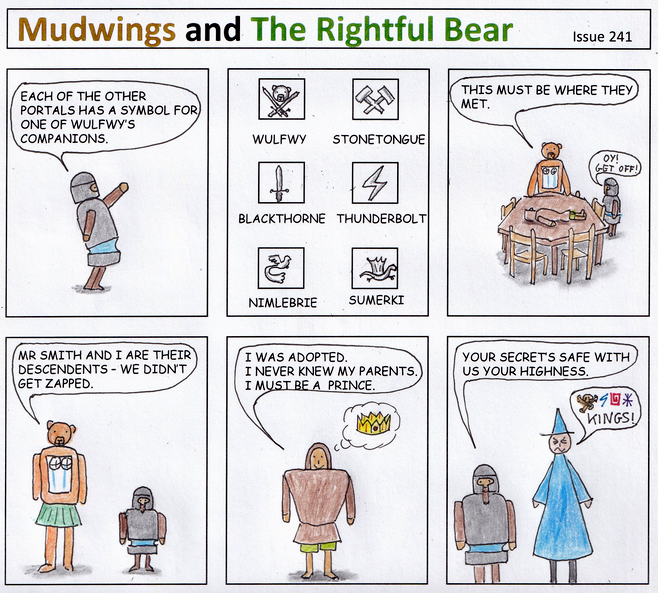 Mudwings and The Rightful Bear
Issue 241
EACH OF THE OTHER
PORTALS HAS A SYMBOL FOR
ONE OF WULFWY'S
COMPANIONS.
WULFWY
STONETONGUE
BLACKTHORNE
THUNDERBOLT
NIMLEBRIE
SUMERKI
THIS MUST BE WHERE THEY
MET.
OY!
GET OFF!
MR SMITH AND I ARE THEIR
DESCENDENTS – WE DIDN'T
GET ZAPPED.
I WAS ADOPTED.
I NEVER KNEW MY PARENTS.
I MUST BE A PRINCE.
YOUR SECRET'S SAFE WITH
US YOUR HIGHNESS.
KINGS!